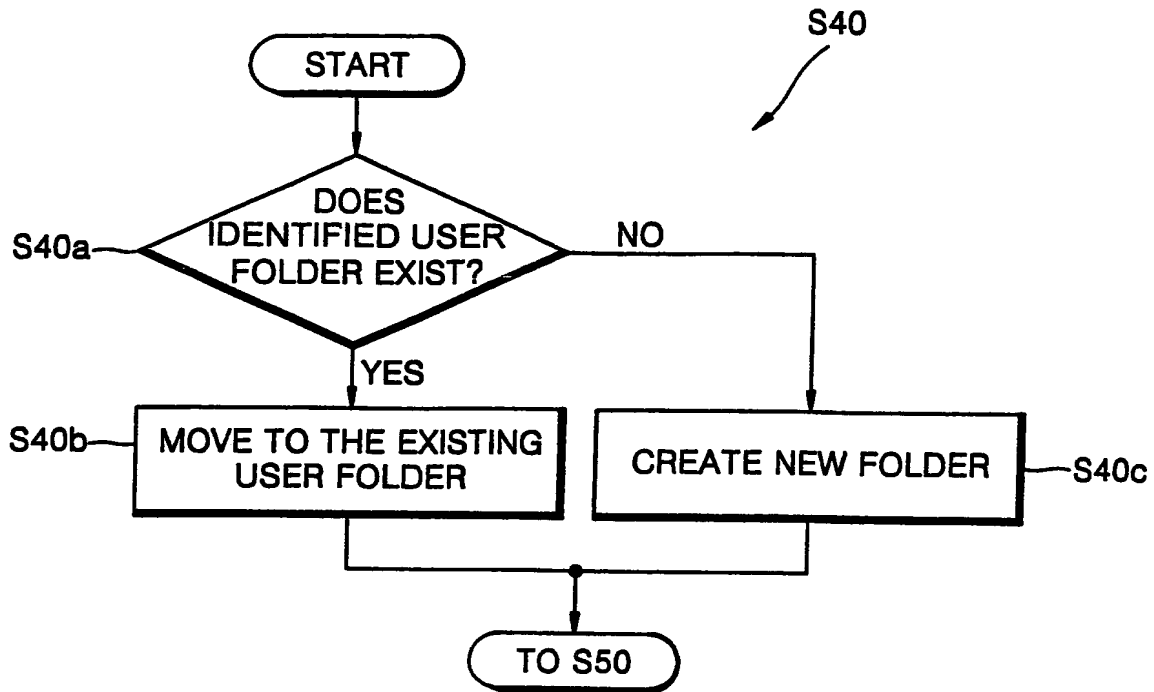 S40
START
DOES
IDENTIFIED USER
FOLDER EXIST?
S40a
NO
YES
S40b
MOVE TO THE EXISTING
USER FOLDER
CREATE NEW FOLDER
S40c
TO S50